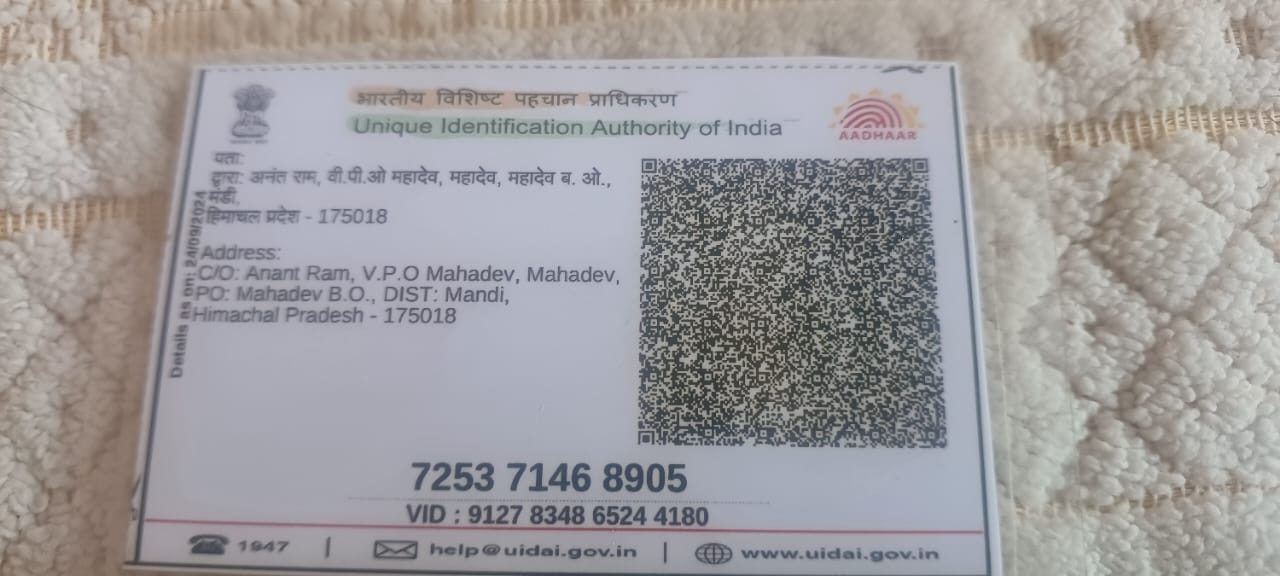 भारतीय विशिष्ट पहचान प्राधिकरण
Unique Identification Authority of India
AADHAAR
पता:
द्वारा: अनंत राम, वी.पी.ओ महादेव, महादेव, महादेव ब. ओ.,
मंडी,
हिमाचल प्रदेश - 175018
Details as on: 24/09/2024
Address:
C/O: Anant Ram, V.P.O Mahadev, Mahadev,
PO: Mahadev B.O., DIST: Mandi,
Himachal Pradesh - 175018
7253 7146 8905
VID : 9127 8348 6524 4180
1947 | help@uidai.gov.in | www.uidai.gov.in